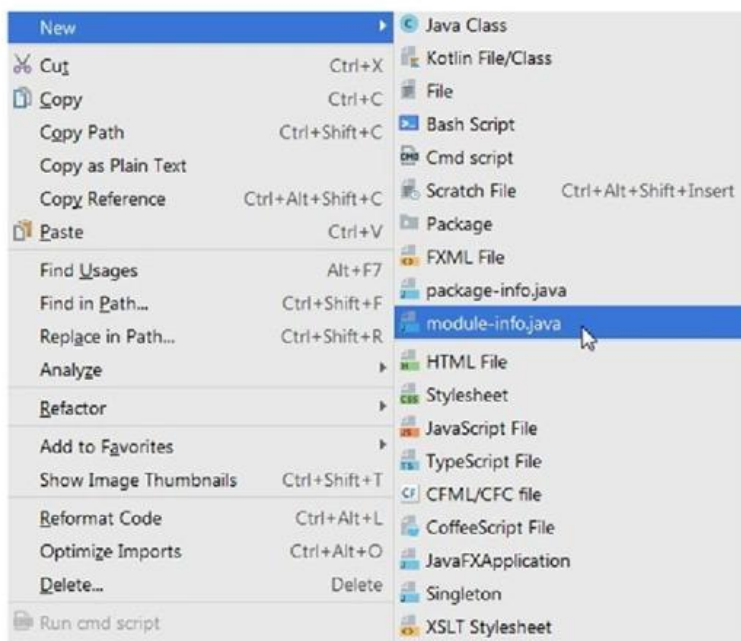 New
Cut Ctrl+X
Copy Ctrl+C
Copy Path Ctrl+Shift+C
Copy as Plain Text
Copy Reference Ctrl+Alt+Shift+C
Paste Ctrl+V
Find Usages Alt+F7
Find in Path... Ctrl+Shift+F
Replace in Path... Ctrl+Shift+R
Analyze
Refactor
Add to Favorites
Show Image Thumbnails Ctrl+Shift+T
Reformat Code Ctrl+Alt+L
Optimize Imports Ctrl+Alt+O
Delete... Delete
Run cmd script
Java Class
Kotlin File/Class
File
Bash Script
Cmd script
Scratch File Ctrl+Alt+Shift+Insert
Package
FXML File
package-info.java
module-info.java
HTML File
Stylesheet
JavaScript File
TypeScript File
CFML/CFC file
CoffeeScript File
JavaFXApplication
Singleton
XSLT Stylesheet